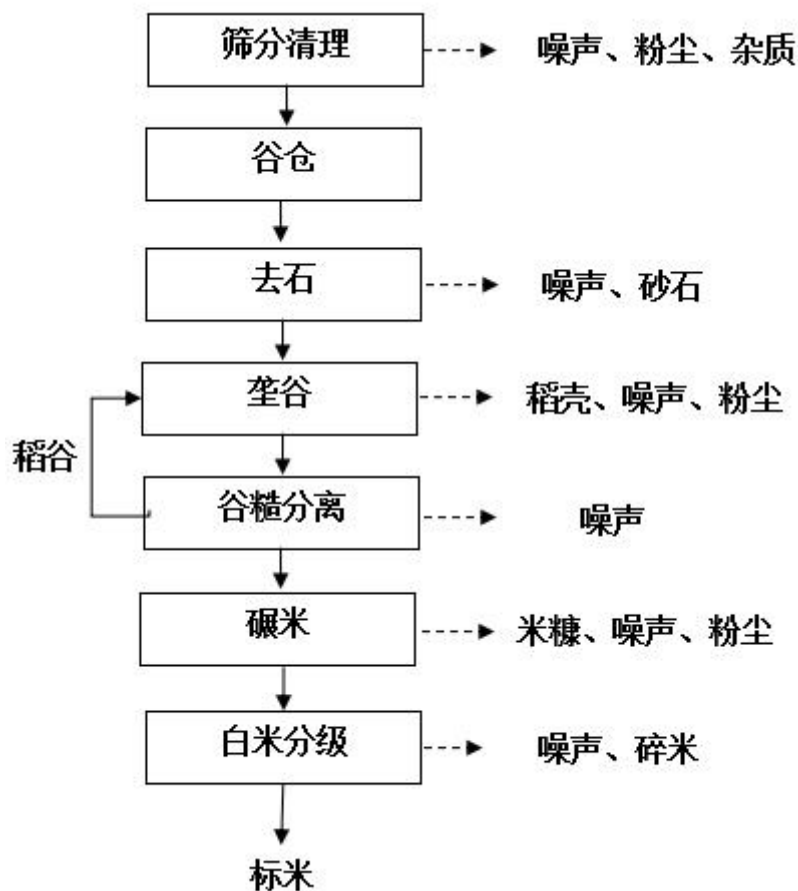 筛分清理
噪声、粉尘、杂质
谷仓
去石
噪声、砂石
垄谷
稻壳、噪声、粉尘
稻谷
谷糙分离
噪声
碾米
米糠、噪声、粉尘
白米分级
噪声、碎米
标米